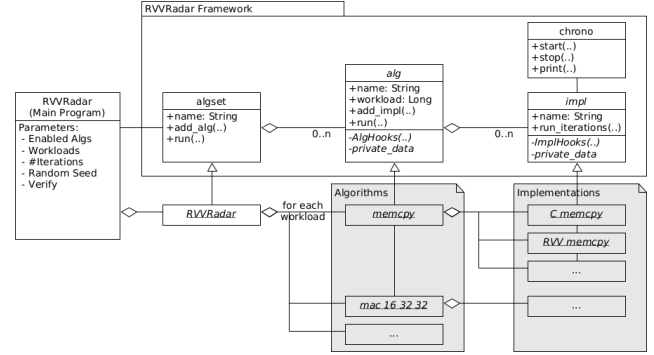 RVVRadar Framework
chrono
+start(..)
+stop(..)
+print(..)
RVVRadar
(Main Program)
Parameters:
- Enabled Algs
- Workloads
- #Iterations
- Random Seed
- Verify
algset
+name: String
+add_alg(..)
+run(..)
0..n
alg
+name: String
+workload: Long
+add_impl(..)
+run(..)
-AlgHooks(..)
-private_data
0..n
impl
+name: String
+run_iterations(..)
-ImplHooks(..)
-private_data
RVVRadar
for each
workload
Algorithms
memcpy
mac 16 32 32
...
Implementations
C memcpy
RVV memcpy
...
...